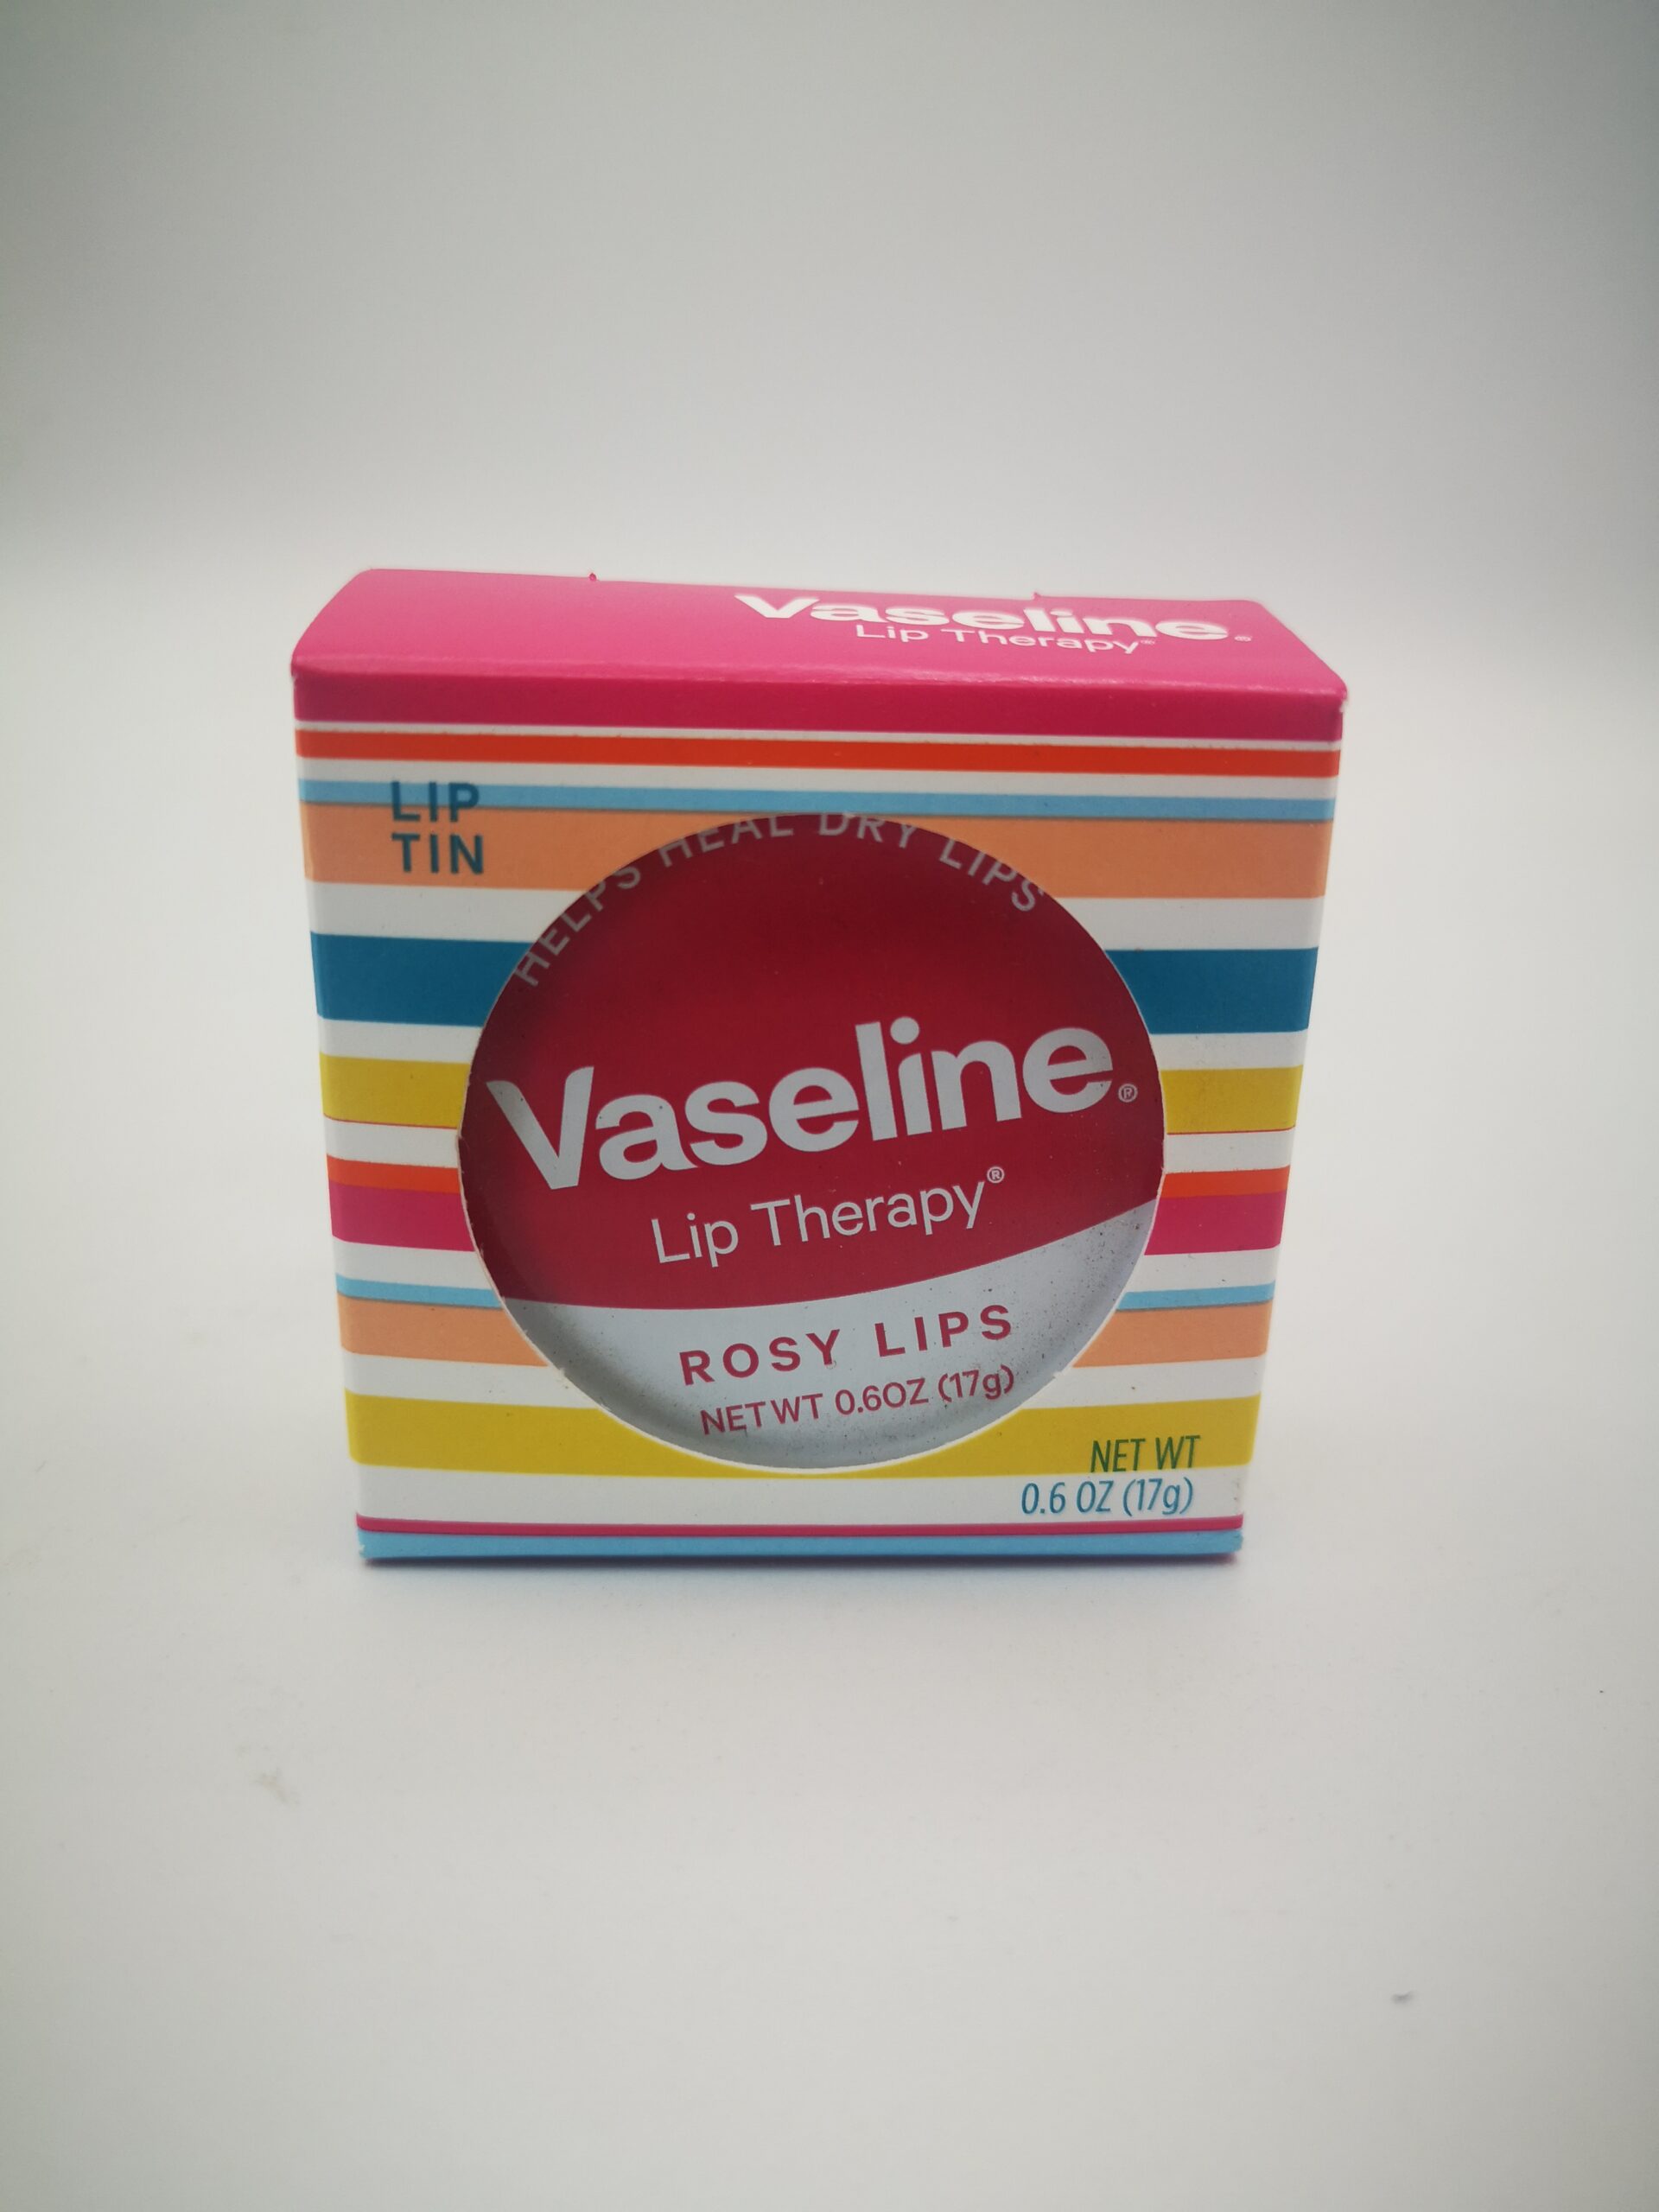 Vaseline®
Lip Therapy®
LIP
TIN
HELPS HEAL DRY LIPS
Vaseline®
Lip Therapy®
ROSY LIPS
NET WT 0.6OZ (17g)
NET WT
0.6 OZ (17g)